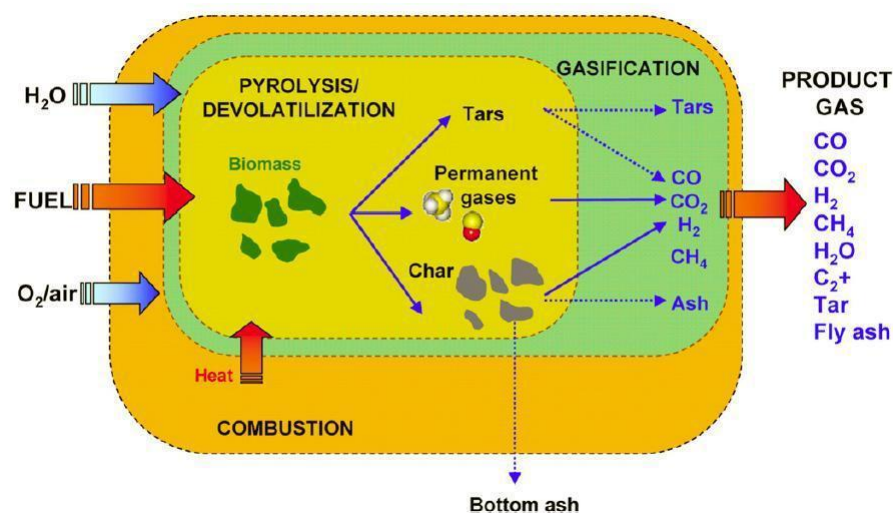 H₂O
FUEL
O₂/air
PYROLYSIS/
DEVOLATILIZATION
Biomass
Tars
Permanent
gases
Char
Heat
COMBUSTION
GASIFICATION
Tars
CO
CO₂
H₂
CH₄
Ash
Bottom ash
PRODUCT
GAS
CO
CO₂
H₂
CH₄
H₂O
C₂+
Tar
Fly ash